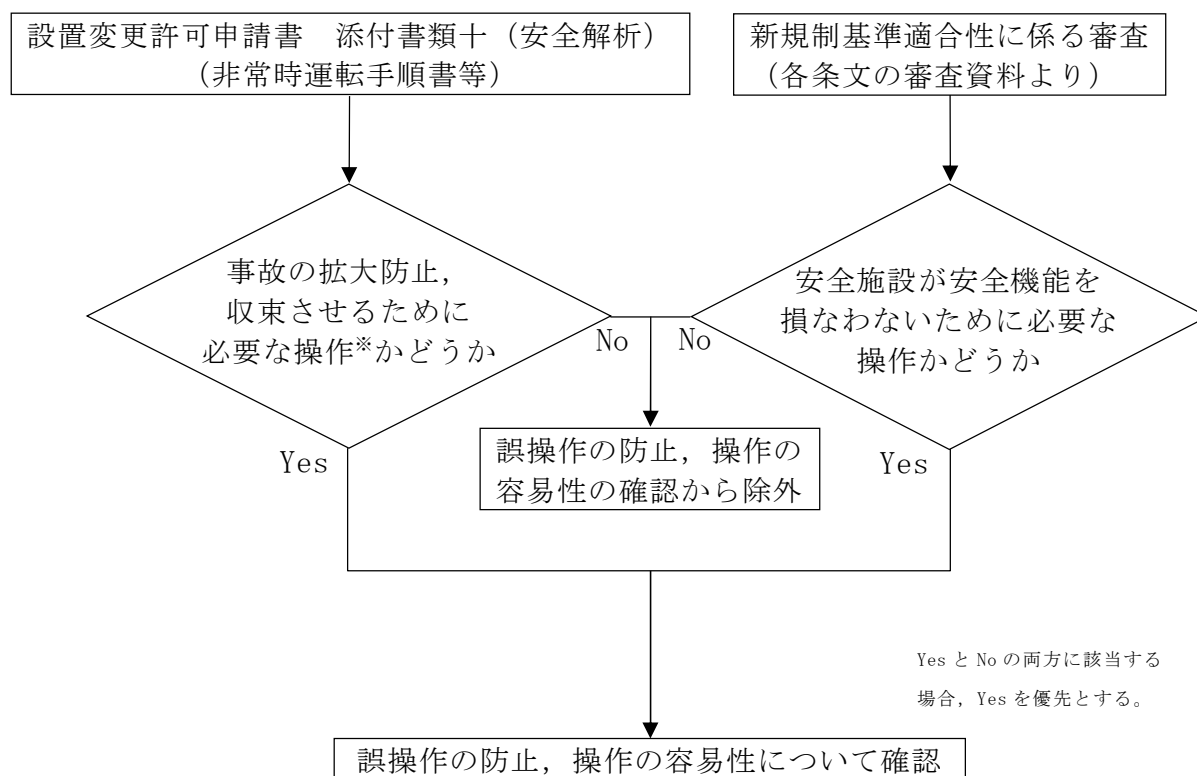 設置変更許可申請書　添付書類十（安全解析）
（非常時運転手順書等）
新規制基準適合性に係る審査
（各条文の審査資料より）
事故の拡大防止，
収束させるために
必要な操作※かどうか
安全施設が安全機能を
損なわないために必要な
操作かどうか
No
No
誤操作の防止，操作の
容易性の確認から除外
Yes
Yes
Yes と No の両方に該当する
場合，Yes を優先とする。
誤操作の防止，操作の容易性について確認